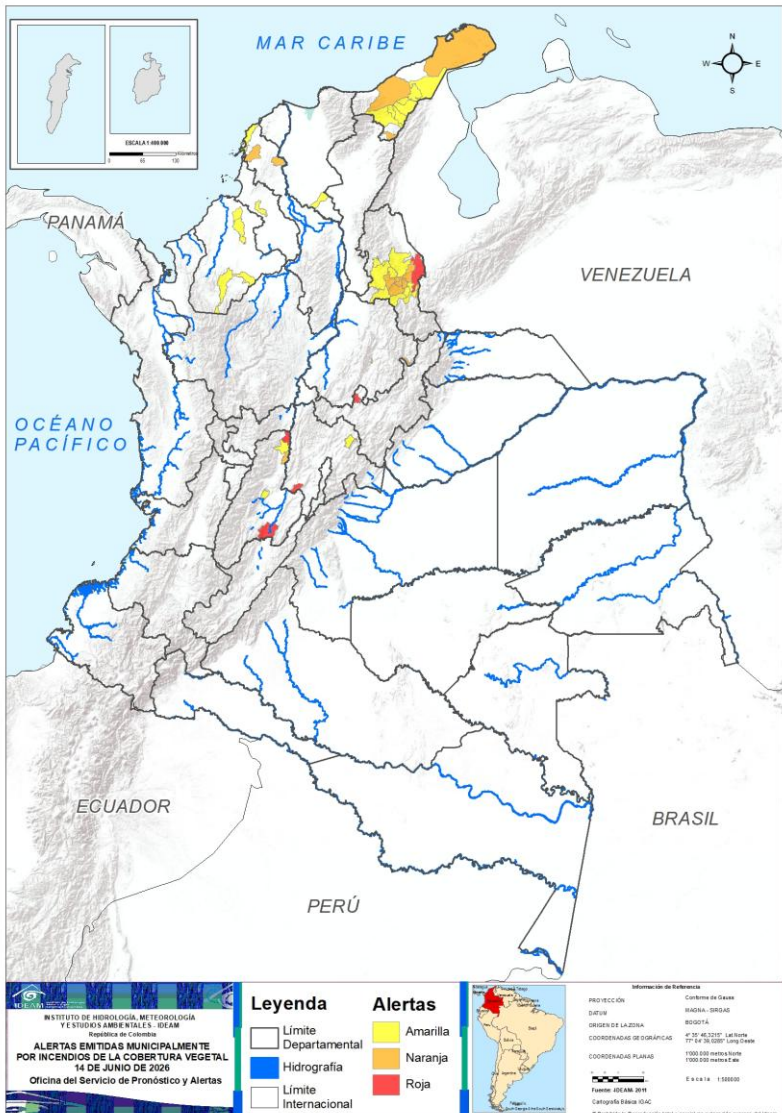 MAR CARIBE
N
W
E
S
ESCALA 1:400.000
PANAMÁ
VENEZUELA
OCÉANO
PACÍFICO
ECUADOR
BRASIL
PERÚ
IDEAM
INSTITUTO DE HIDROLOGÍA, METEOROLOGÍA
Y ESTUDIOS AMBIENTALES - IDEAM
República de Colombia
ALERTAS EMITIDAS MUNICIPALMENTE
POR INCENDIOS DE LA COBERTURA VEGETAL
14 DE JUNIO DE 2026
Oficina del Servicio de Pronóstico y Alertas
Leyenda
Límite
Departamental
Hidrografía
Límite
Internacional
Alertas
Amarilla
Naranja
Roja
Información de Referencia
PROYECCIÓN Conforme de Gauss
DATUM MAGNA - SIRGAS
ORIGEN DE LA ZONA BOGOTÁ
COORDENADAS GEOGRÁFICAS
COORDENADAS PLANAS 1'000.000 metros Norte
1'000.000 metros Este
Fuente: IDEAM 2011
Cartografía Básica IGAC